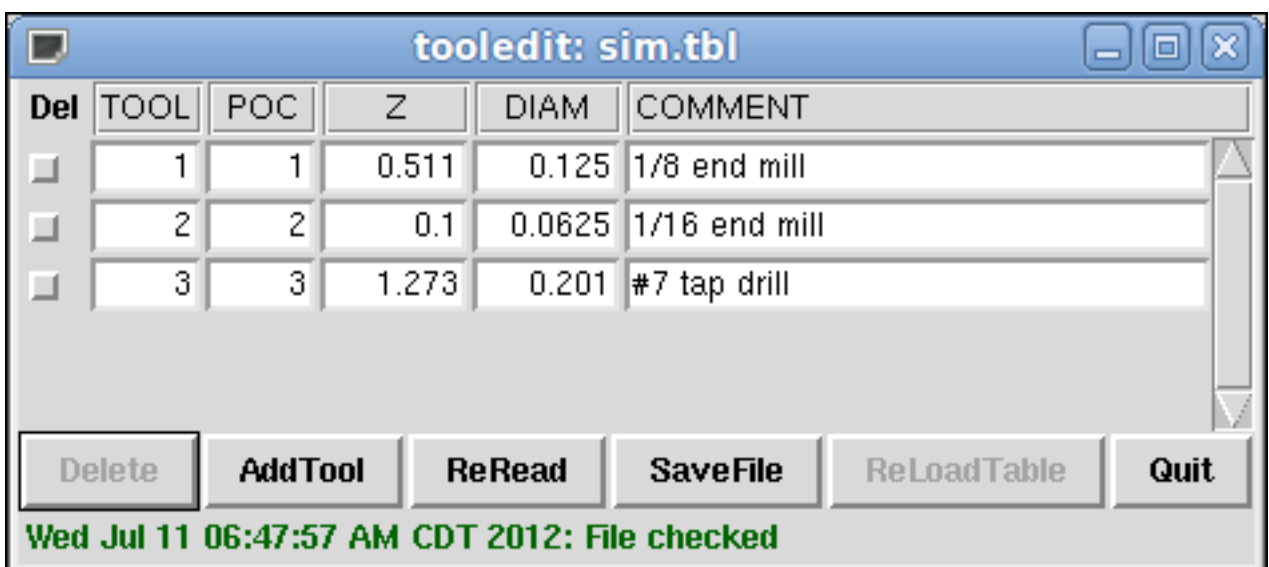 tooledit: sim.tbl
Del TOOL POC Z DIAM COMMENT
1 1 0.511 0.125 1/8 end mill
2 2 0.1 0.0625 1/16 end mill
3 3 1.273 0.201 #7 tap drill
Delete AddTool ReRead SaveFile ReLoadTable Quit
Wed Jul 11 06:47:57 AM CDT 2012: File checked